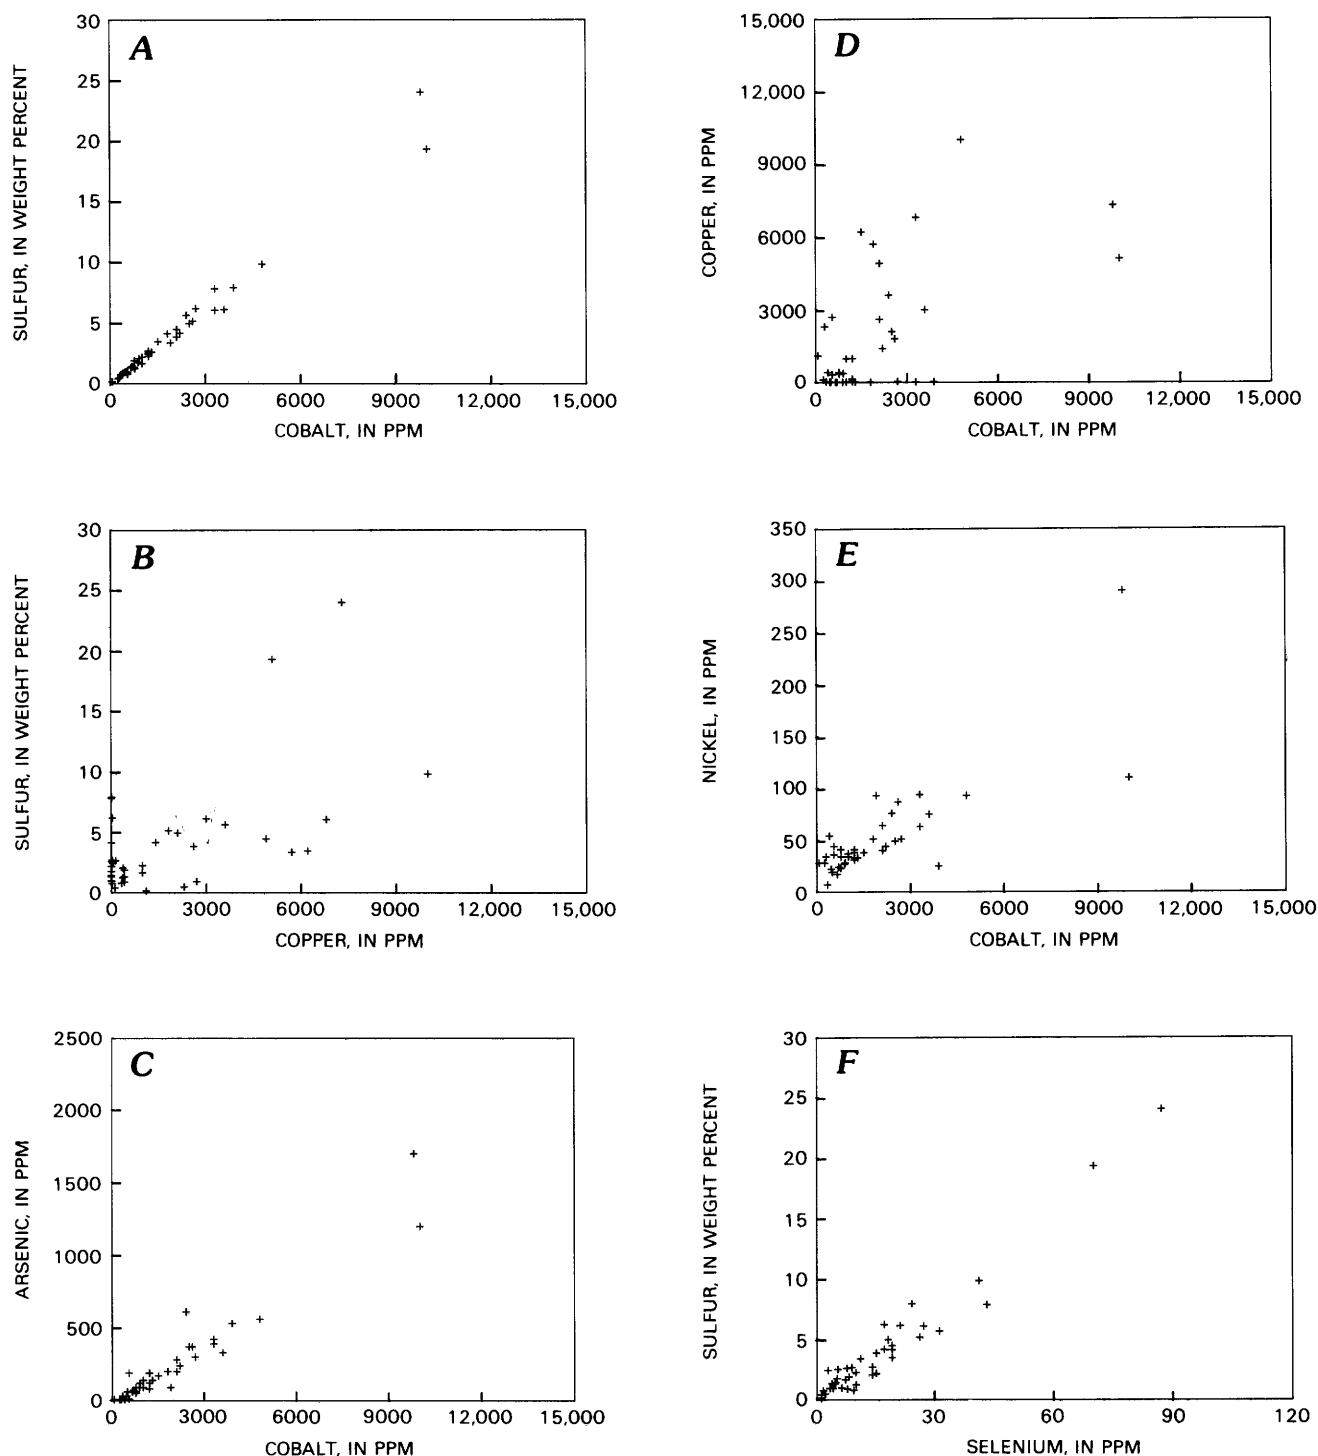 A
SULFUR, IN WEIGHT PERCENT
30
25
20
15
10
5
0
0 3000 6000 9000 12,000 15,000
COBALT, IN PPM
D
COPPER, IN PPM
15,000
12,000
9000
6000
3000
0
0 3000 6000 9000 12,000 15,000
COBALT, IN PPM
B
SULFUR, IN WEIGHT PERCENT
30
25
20
15
10
5
0
0 3000 6000 9000 12,000 15,000
COPPER, IN PPM
E
NICKEL, IN PPM
350
300
250
200
150
100
50
0
0 3000 6000 9000 12,000 15,000
COBALT, IN PPM
C
ARSENIC, IN PPM
2500
2000
1500
1000
500
0
0 3000 6000 9000 12,000 15,000
COBALT, IN PPM
F
SULFUR, IN WEIGHT PERCENT
30
25
20
15
10
5
0
0 30 60 90 120
SELENIUM, IN PPM